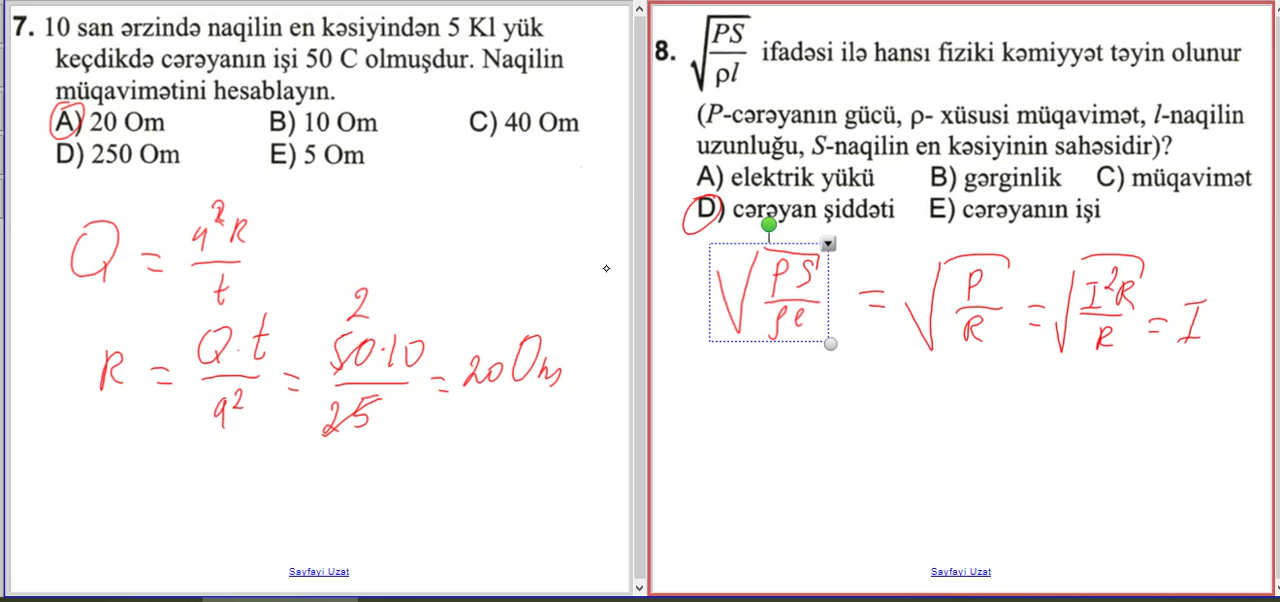 7. 10 san ərzində naqilin en kəsiyindən 5 Kl yük
keçdikdə cərəyanın işi 50 C olmuşdur. Naqilin
müqavimətini hesablayın.
A) 20 Om B) 10 Om C) 40 Om
D) 250 Om E) 5 Om
Q = q²R/t
R = Q·t/q² = 50·10/25 = 20 Om
2
Sayfayi Uzat
8. √(PS/ρl) ifadəsi ilə hansı fiziki kəmiyyət təyin olunur
(P-cərəyanın gücü, ρ- xüsusi müqavimət, l-naqilin
uzunluğu, S-naqilin en kəsiyinin sahəsidir)?
A) elektrik yükü B) gərginlik C) müqavimət
D) cərəyan şiddəti E) cərəyanın işi
√(PS/ρl) = √(P/R) = √(I²R/R) = I
Sayfayi Uzat